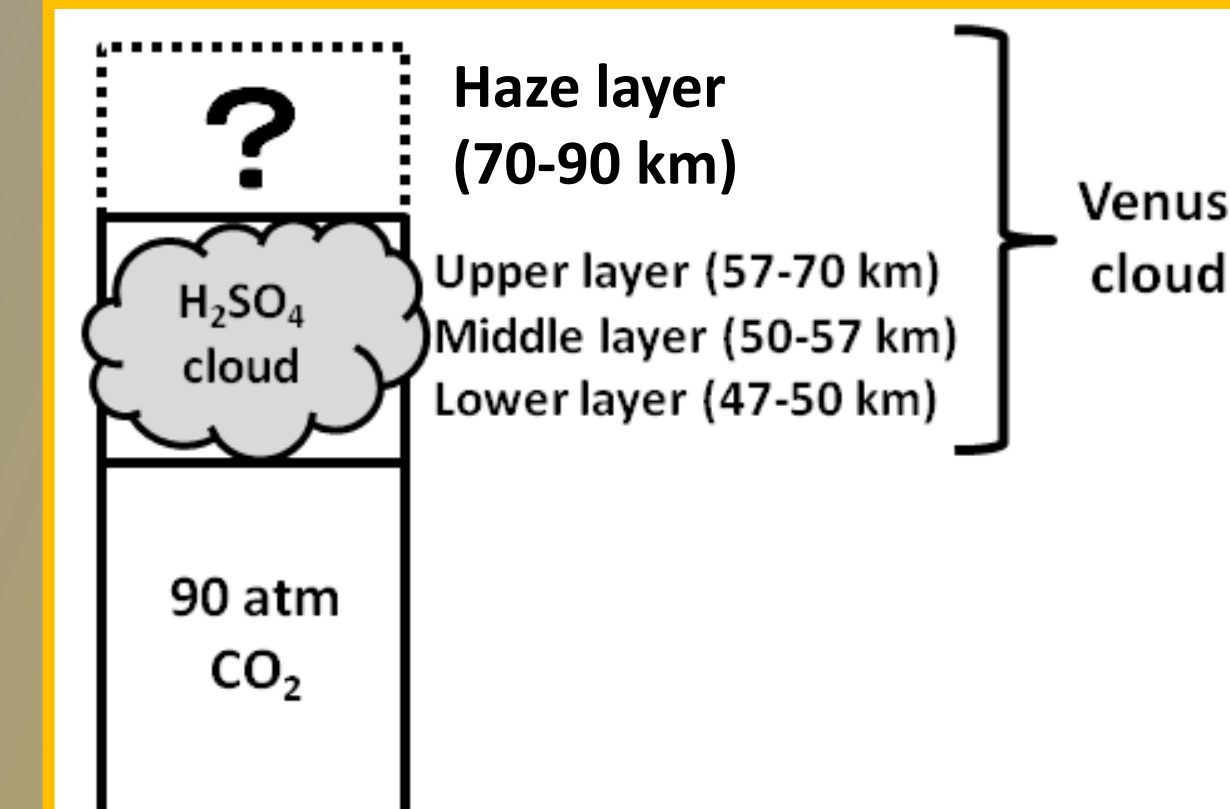 ?
Haze layer
(70-90 km)
H₂SO₄
cloud
Upper layer (57-70 km)
Middle layer (50-57 km)
Lower layer (47-50 km)
Venus
cloud
90 atm
CO₂